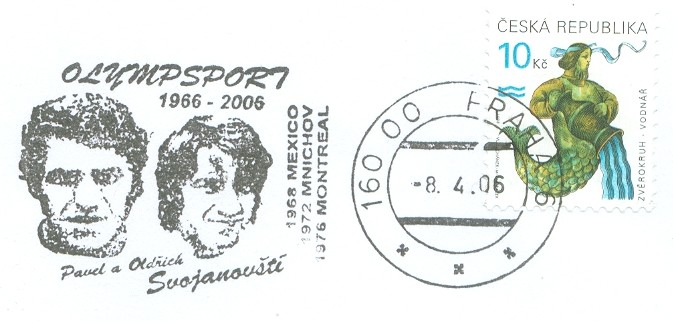 OLYMPSPORT
1966 - 2006
1968 MEXICO
1972 MNICHOV
1976 MONTREAL
Pavel a Oldřich
Svojanovští
160 00 PRAHA 6
-8. 4. 06
ČESKÁ REPUBLIKA
10 Kč
ZVĚROKRUH - VODNÁŘ